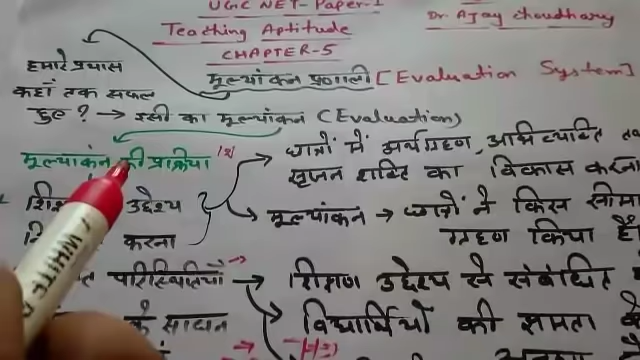 UGC NET- Paper-1
Teaching Aptitude
Dr. Ajay choudhary
CHAPTER-5
मूल्यांकन प्रणाली [Evaluation System]
हमारे प्रयास
कहाँ तक सफल
हुए ? → इसी का मूल्यांकन (Evaluation)
मूल्यांकन की प्रक्रिया
छात्रों में अर्थग्रहण, अभिव्यक्ति
सृजन शक्ति का विकास करना
उद्देश्य
करना
मूल्यांकन → छात्रों ने किस सीमा
ग्रहण किया है
परिस्थितियाँ → शिक्षण उद्देश्य से संबंधित
के साधन
विद्यार्थियों की क्षमता के